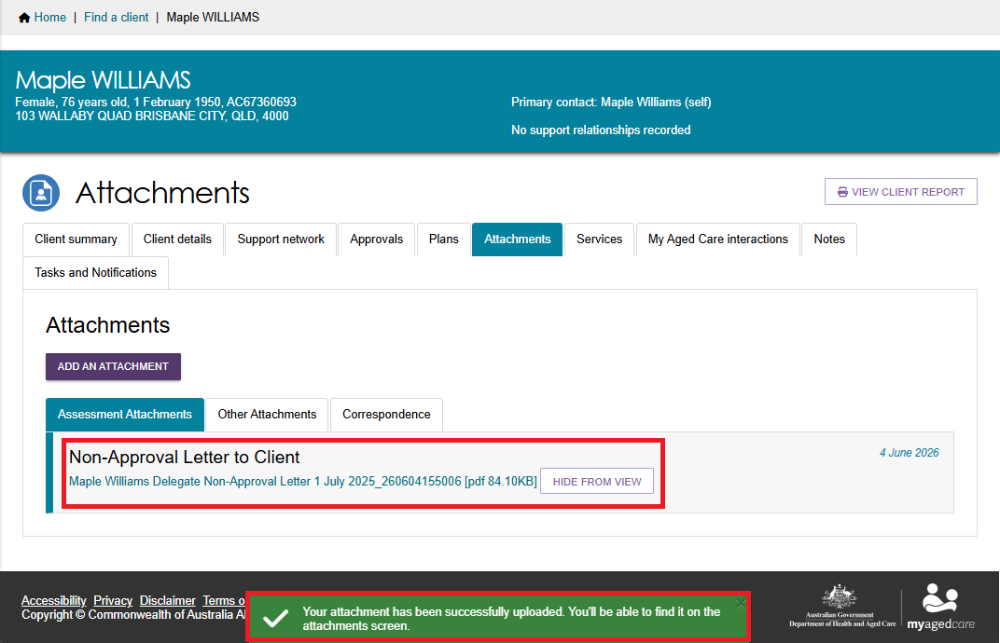 Home | Find a client | Maple WILLIAMS
Maple WILLIAMS
Female, 76 years old, 1 February 1950, AC67360693
103 WALLABY QUAD BRISBANE CITY, QLD, 4000
Primary contact: Maple Williams (self)
No support relationships recorded
Attachments
VIEW CLIENT REPORT
Client summary
Client details
Support network
Approvals
Plans
Attachments
Services
My Aged Care interactions
Notes
Tasks and Notifications
Attachments
ADD AN ATTACHMENT
Assessment Attachments
Other Attachments
Correspondence
Non-Approval Letter to Client
4 June 2026
Maple Williams Delegate Non-Approval Letter 1 July 2025_260604155006 [pdf 84.10KB]
HIDE FROM VIEW
Accessibility Privacy Disclaimer Terms o
Copyright © Commonwealth of Australia Al
Your attachment has been successfully uploaded. You'll be able to find it on the
attachments screen.
Australian Government
Department of Health and Aged Care
myagedcare